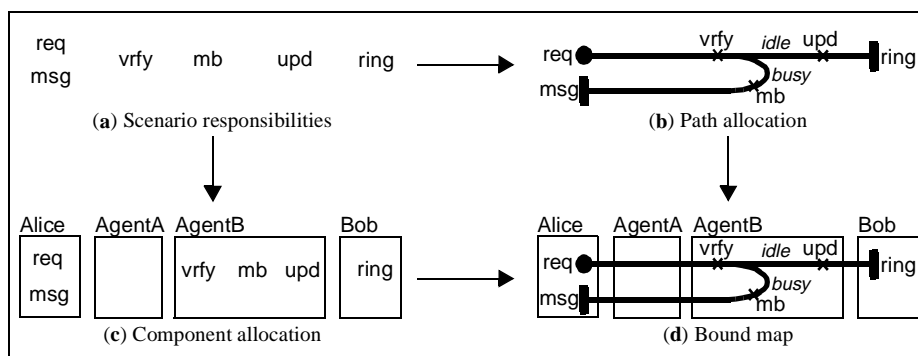 req
msg
vrfy
mb
upd
ring
(a) Scenario responsibilities
req
vrfy
idle
upd
ring
msg
busy
mb
(b) Path allocation
Alice
AgentA
AgentB
Bob
req
msg
vrfy mb upd
ring
(c) Component allocation
Alice
AgentA
AgentB
Bob
req
vrfy
idle
upd
ring
msg
busy
mb
(d) Bound map